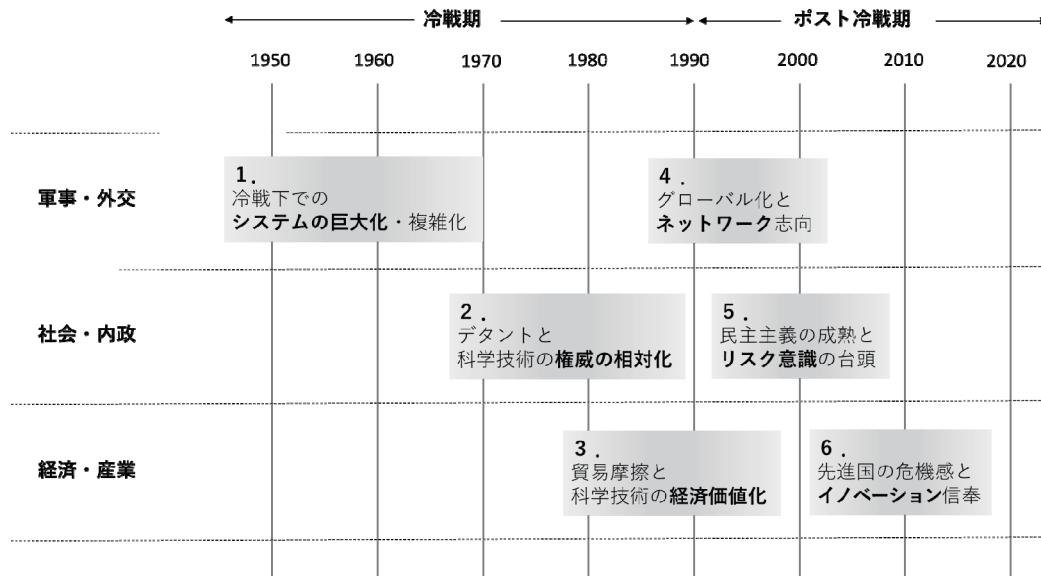 冷戦期 ポスト冷戦期
1950 1960 1970 1980 1990 2000 2010 2020
軍事・外交
1.
冷戦下での
システムの巨大化・複雑化
4.
グローバル化と
ネットワーク志向
社会・内政
2.
デタントと
科学技術の権威の相対化
5.
民主主義の成熟と
リスク意識の台頭
経済・産業
3.
貿易摩擦と
科学技術の経済価値化
6.
先進国の危機感と
イノベーション信奉